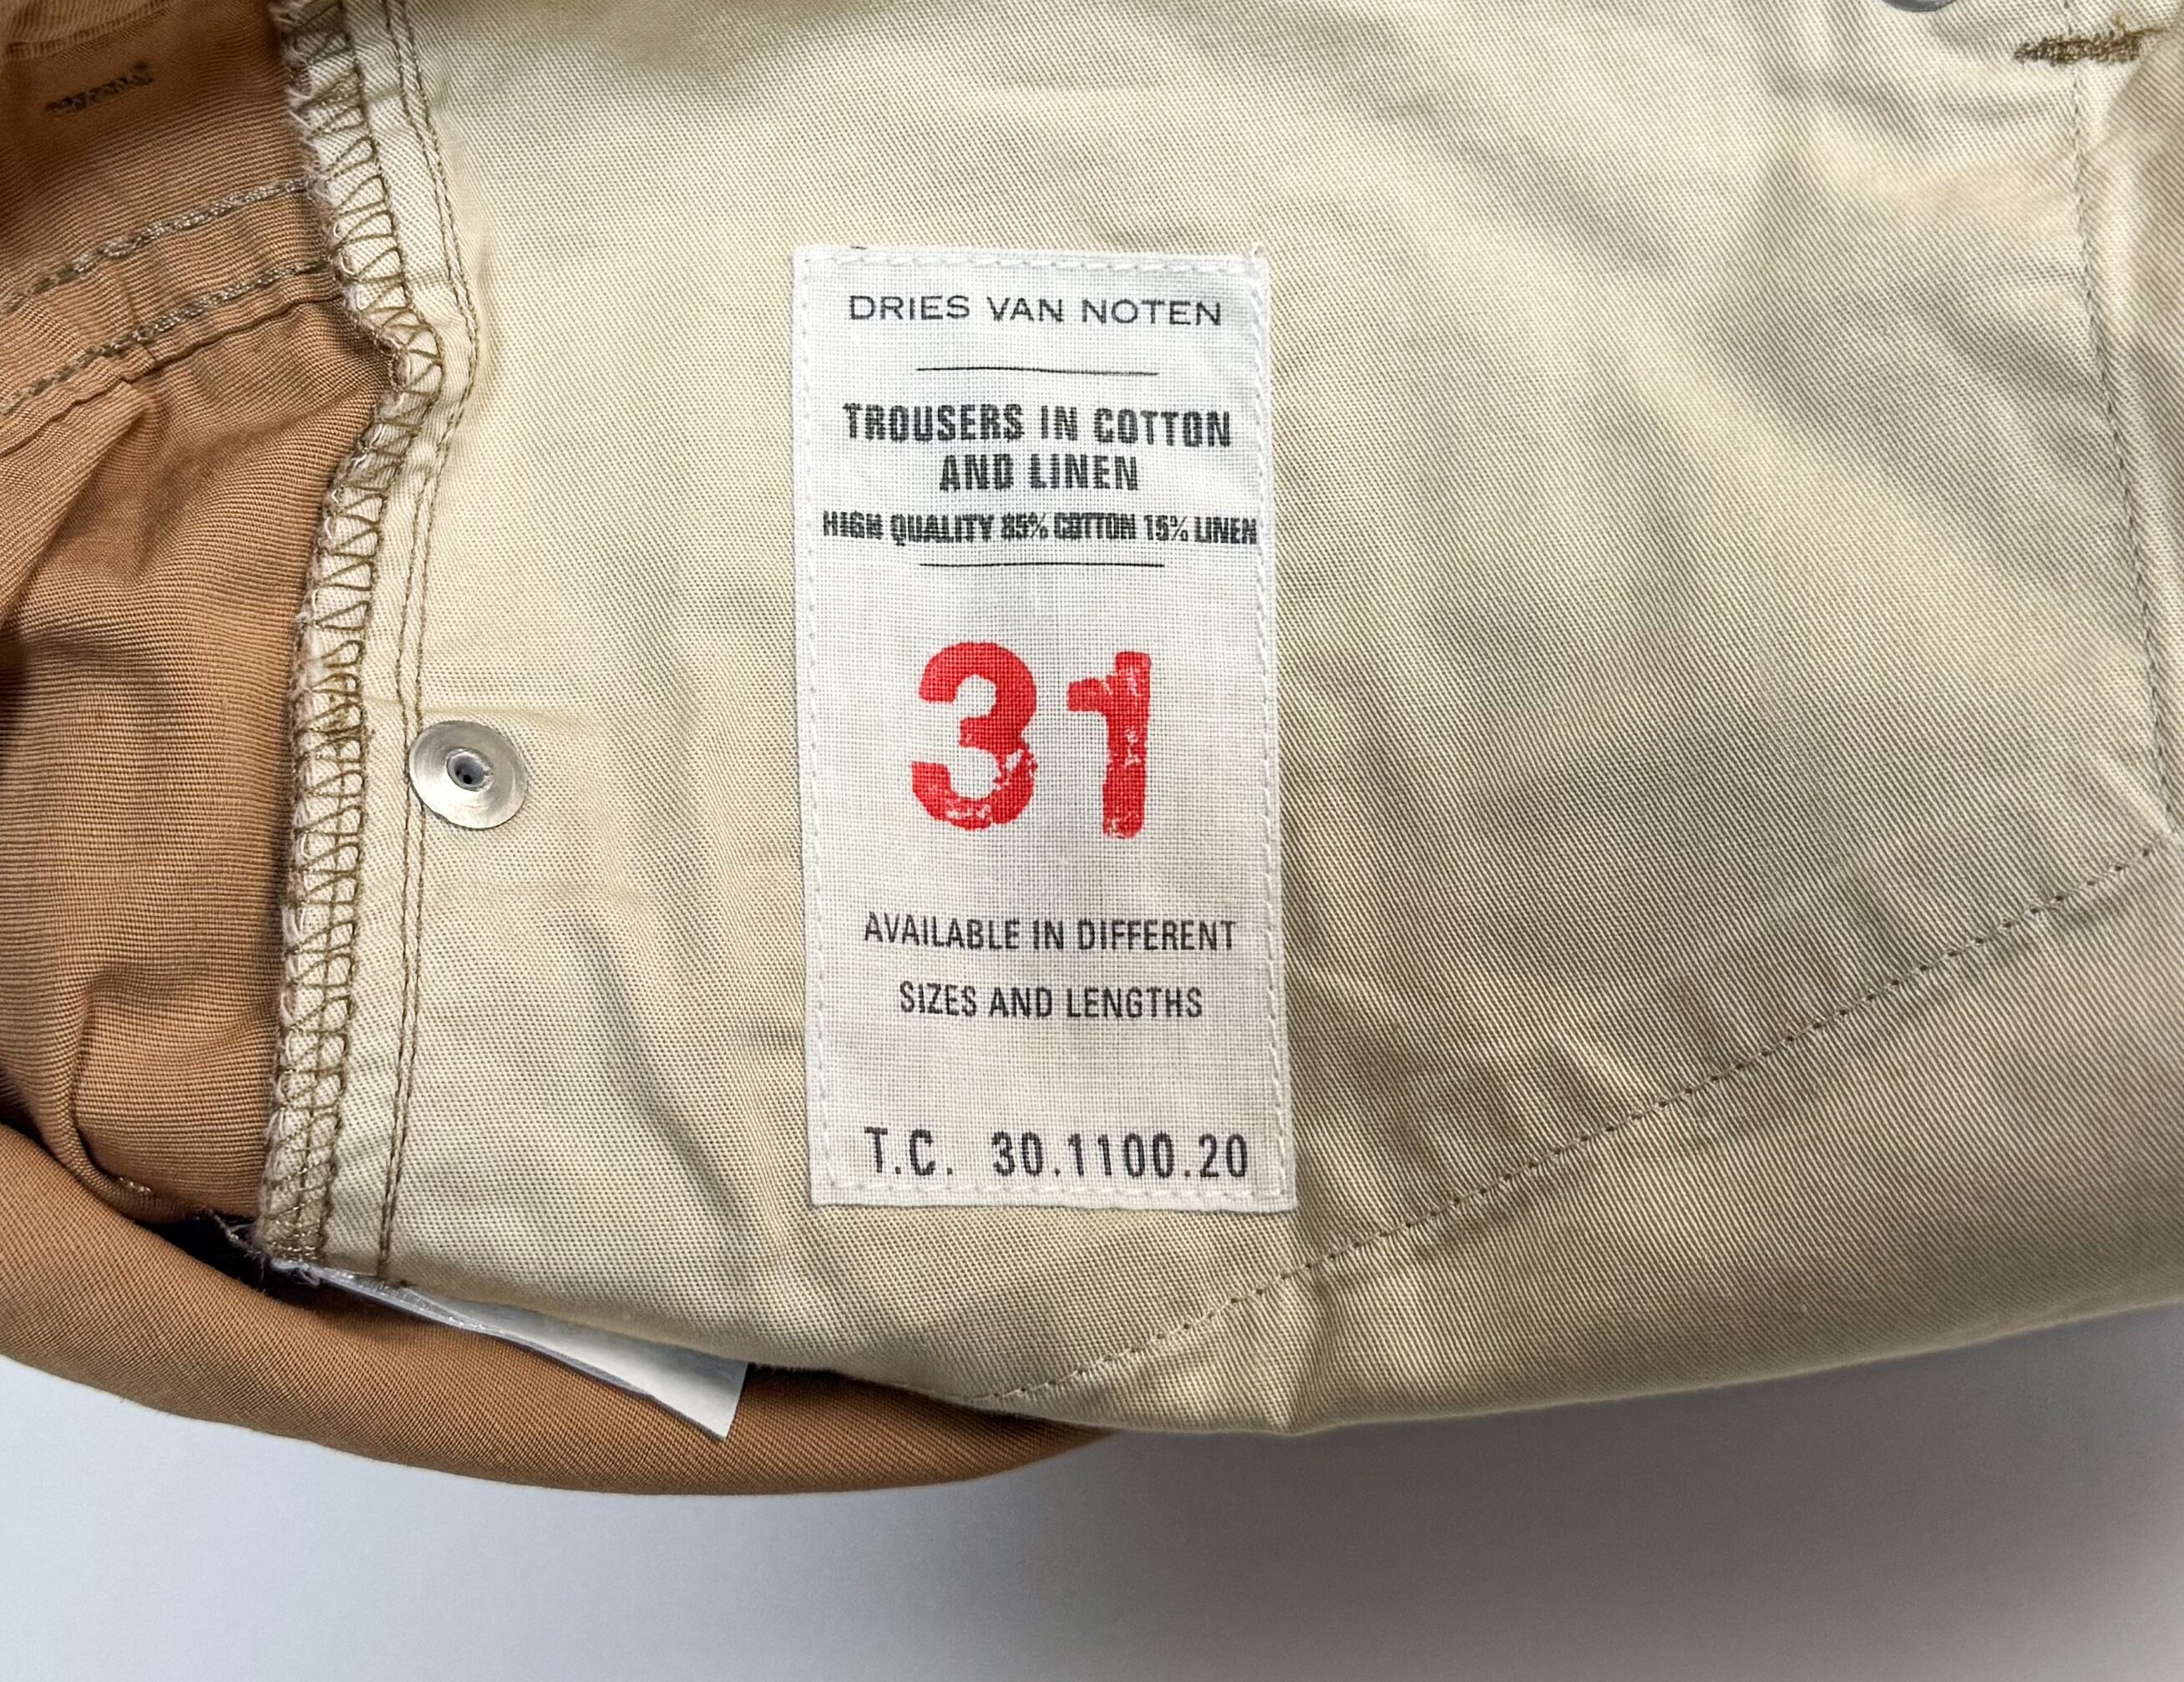 DRIES VAN NOTEN
TROUSERS IN COTTON
AND LINEN
HIGH QUALITY 85% COTTON 15% LINEN
31
AVAILABLE IN DIFFERENT
SIZES AND LENGTHS
T.C. 30.1100.20